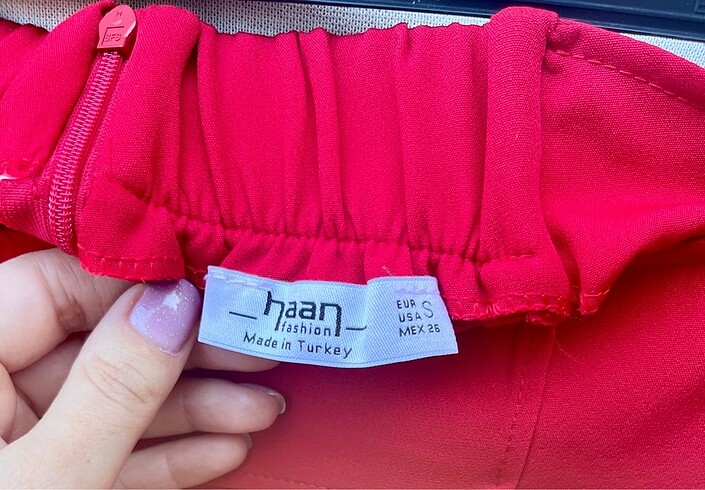 haan
fashion
Made in Turkey
EUR
USA S
MEX 26